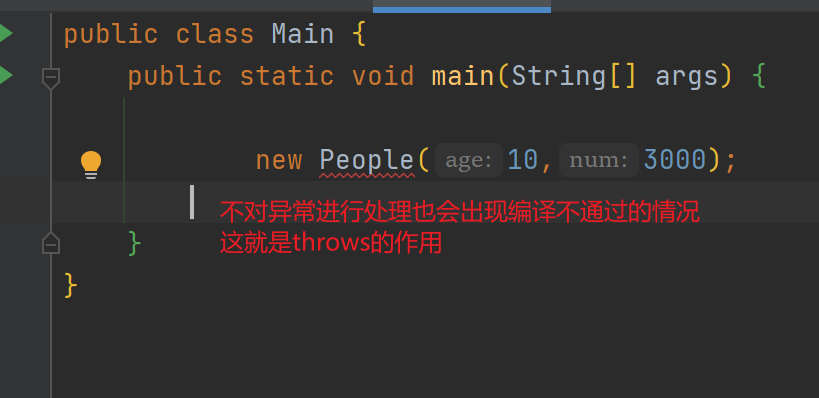 public class Main {
public static void main(String[] args) {
new People( age: 10, num: 3000);
不对异常进行处理也会出现编译不通过的情况
这就是throws的作用
}
}